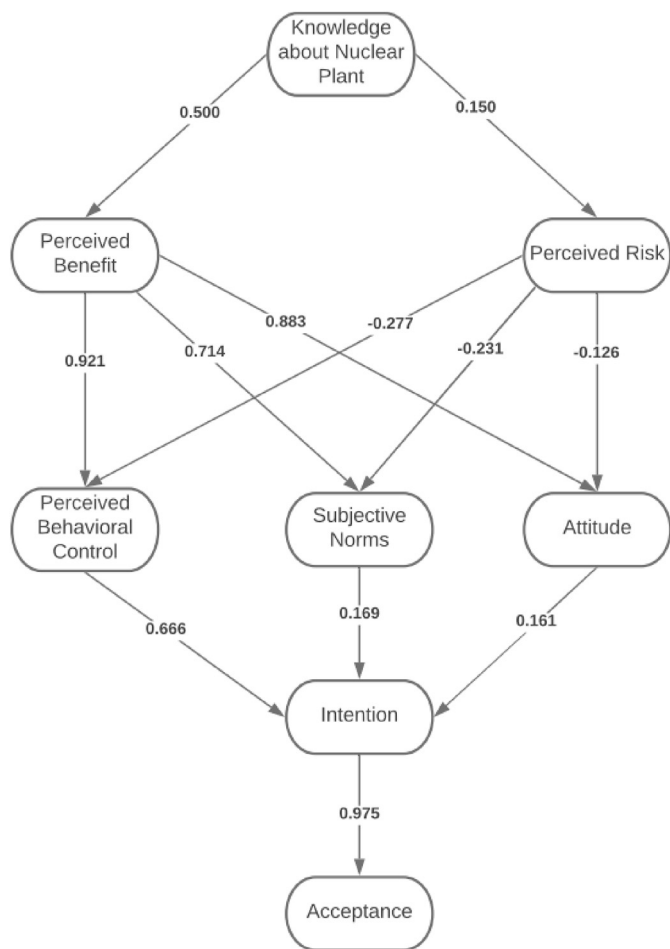 Knowledge
about Nuclear
Plant
0.500
0.150
Perceived
Benefit
Perceived Risk
0.883
-0.277
0.921
0.714
-0.231
-0.126
Perceived
Behavioral
Control
Subjective
Norms
Attitude
0.666
0.169
0.161
Intention
0.975
Acceptance